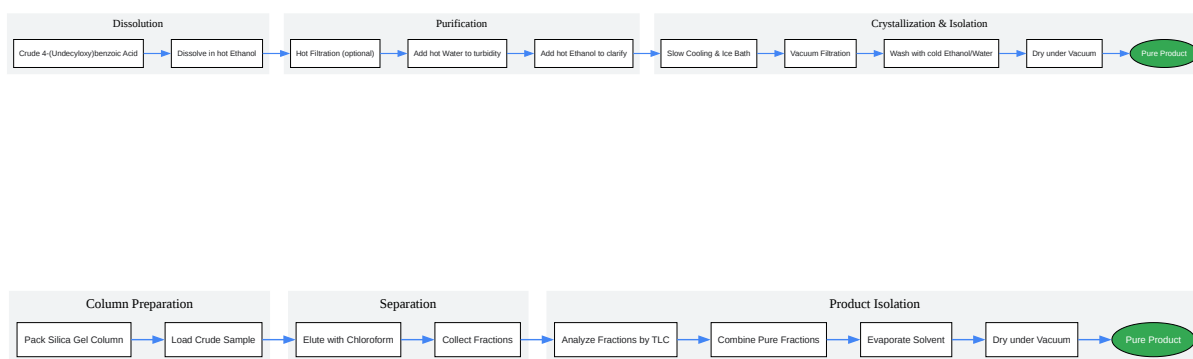 Dissolution
Purification
Crystallization & Isolation
Crude 4-(Undecyloxy)benzoic Acid
Dissolve in hot Ethanol
Hot Filtration (optional)
Add hot Water to turbidity
Add hot Ethanol to clarify
Slow Cooling & Ice Bath
Vacuum Filtration
Wash with cold Ethanol/Water
Dry under Vacuum
Pure Product
Column Preparation
Separation
Product Isolation
Pack Silica Gel Column
Load Crude Sample
Elute with Chloroform
Collect Fractions
Analyze Fractions by TLC
Combine Pure Fractions
Evaporate Solvent
Dry under Vacuum
Pure Product